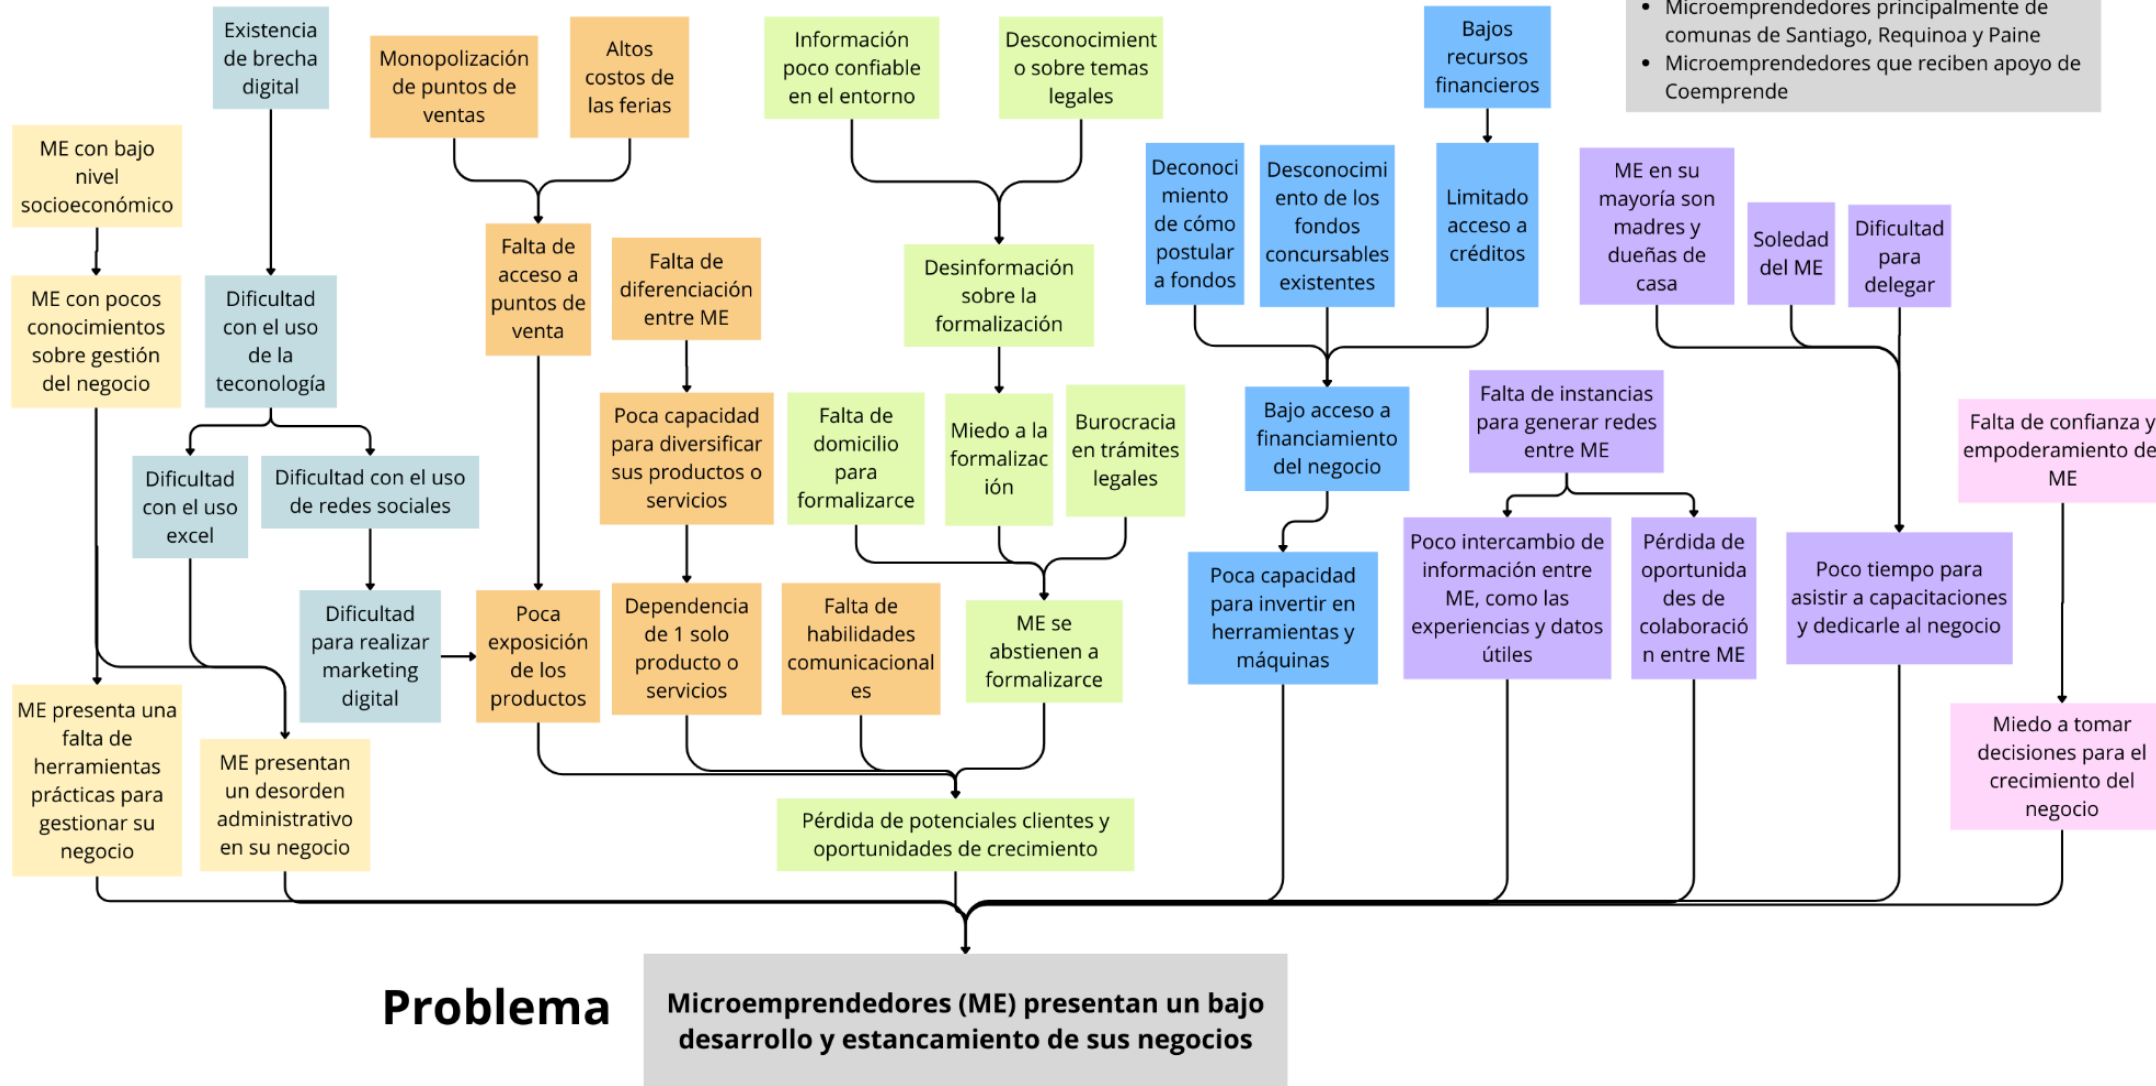 Existencia
de brecha
digital
Monopolización
de puntos de
ventas
Altos
costos de
las ferias
Información
poco confiable
en el entorno
Desconocimient
o sobre temas
legales
Bajos
recursos
financieros
• Microemprendedores principalmente de
comunas de Santiago, Requinoa y Paine
• Microemprendedores que reciben apoyo de
Coemprende
ME con bajo
nivel
socioeconómico
Deconoci
miento
de cómo
postular
a fondos
Desconocimi
ento de los
fondos
concursables
existentes
Limitado
acceso a
créditos
ME en su
mayoría son
madres y
dueñas de
casa
Soledad
del ME
Dificultad
para
delegar
ME con pocos
conocimientos
sobre gestión
del negocio
Dificultad
con el uso
de la
teconología
Falta de
acceso a
puntos de
venta
Falta de
diferenciación
entre ME
Desinformación
sobre la
formalización
Poca capacidad
para diversificar
sus productos o
servicios
Falta de
domicilio
para
formalizarce
Miedo a la
formalizac
ión
Burocracia
en trámites
legales
Bajo acceso a
financiamiento
del negocio
Falta de instancias
para generar redes
entre ME
Falta de confianza y
empoderamiento de
ME
Dificultad
con el uso
excel
Dificultad con el uso
de redes sociales
Poca capacidad
para invertir en
herramientas y
máquinas
Poco intercambio de
información entre
ME, como las
experiencias y datos
útiles
Pérdida de
oportunida
des de
colaboració
n entre ME
Poco tiempo para
asistir a capacitaciones
y dedicarle al negocio
Dificultad
para realizar
marketing
digital
Poca
exposición
de los
productos
Dependencia
de 1 solo
producto o
servicios
Falta de
habilidades
comunicacional
es
ME se
abstienen a
formalizarce
ME presenta una
falta de
herramientas
prácticas para
gestionar su
negocio
ME presentan
un desorden
administrativo
en su negocio
Pérdida de potenciales clientes y
oportunidades de crecimiento
Miedo a tomar
decisiones para el
crecimiento del
negocio
Problema
Microemprendedores (ME) presentan un bajo
desarrollo y estancamiento de sus negocios